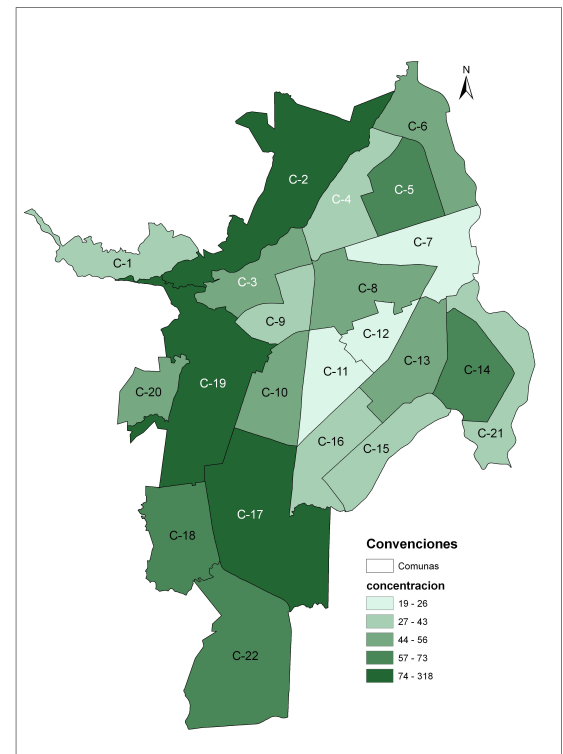 N
C-6
C-2
C-5
C-4
C-7
C-1
C-3
C-8
C-9
C-12
C-13
C-11
C-14
C-19
C-20
C-10
C-21
C-16
C-15
C-17
C-18
C-22
Convenciones
Comunas
concentracion
19 - 26
27 - 43
44 - 56
57 - 73
74 - 318